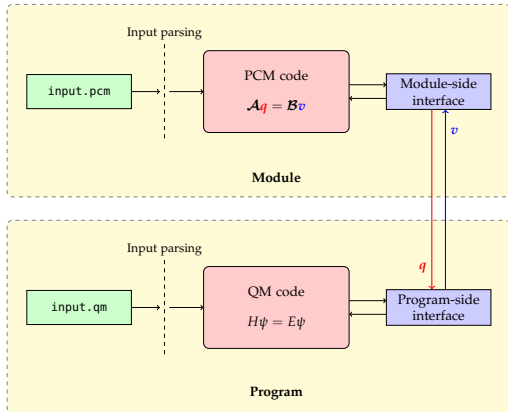 Input parsing
input.pcm
PCM code
𝓐q = 𝓑v
Module-side
interface
v
Module
Input parsing
q
input.qm
QM code
Hψ = Eψ
Program-side
interface
Program